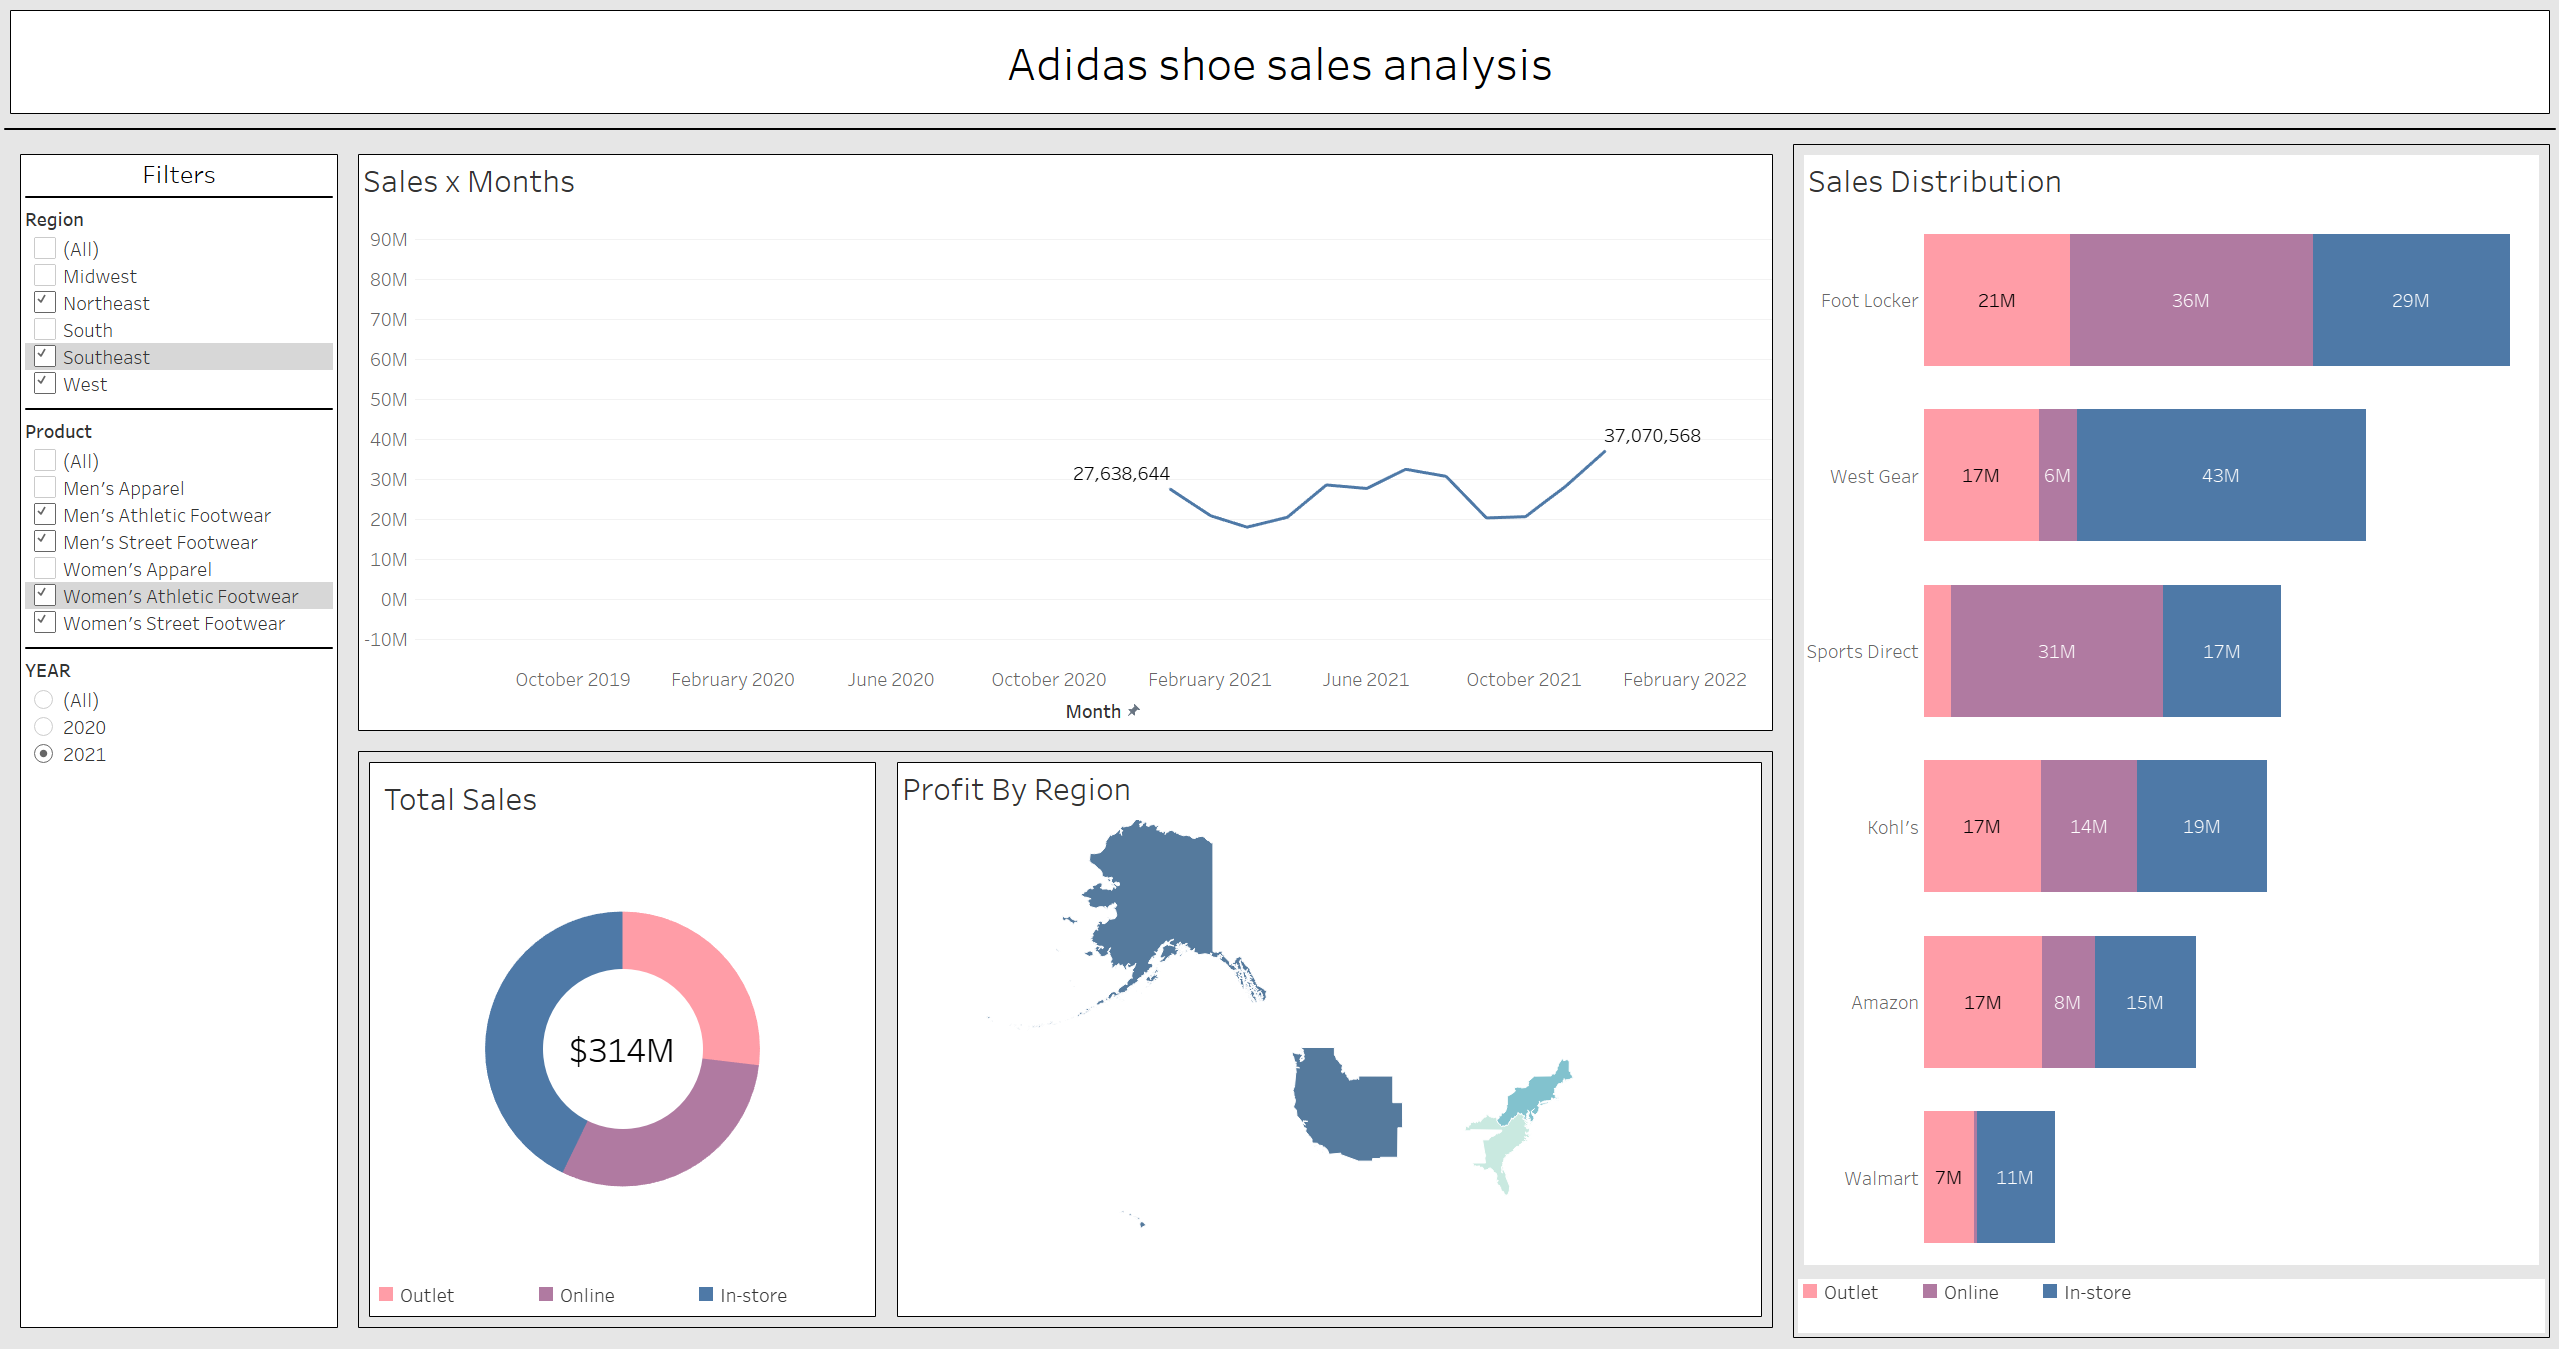 Adidas shoe sales analysis
Filters
Region
(All)
Midwest
Northeast
South
Southeast
West
Product
(All)
Men's Apparel
Men's Athletic Footwear
Men's Street Footwear
Women's Apparel
Women's Athletic Footwear
Women's Street Footwear
YEAR
(All)
2020
2021
Sales x Months
90M
80M
70M
60M
50M
40M
30M
20M
10M
0M
-10M
27,638,644
37,070,568
October 2019 February 2020 June 2020 October 2020 February 2021 June 2021 October 2021 February 2022
Month
Total Sales
$314M
Outlet Online In-store
Profit By Region
Sales Distribution
Foot Locker 21M 36M 29M
West Gear 17M 6M 43M
Sports Direct 31M 17M
Kohl's 17M 14M 19M
Amazon 17M 8M 15M
Walmart 7M 11M
Outlet Online In-store